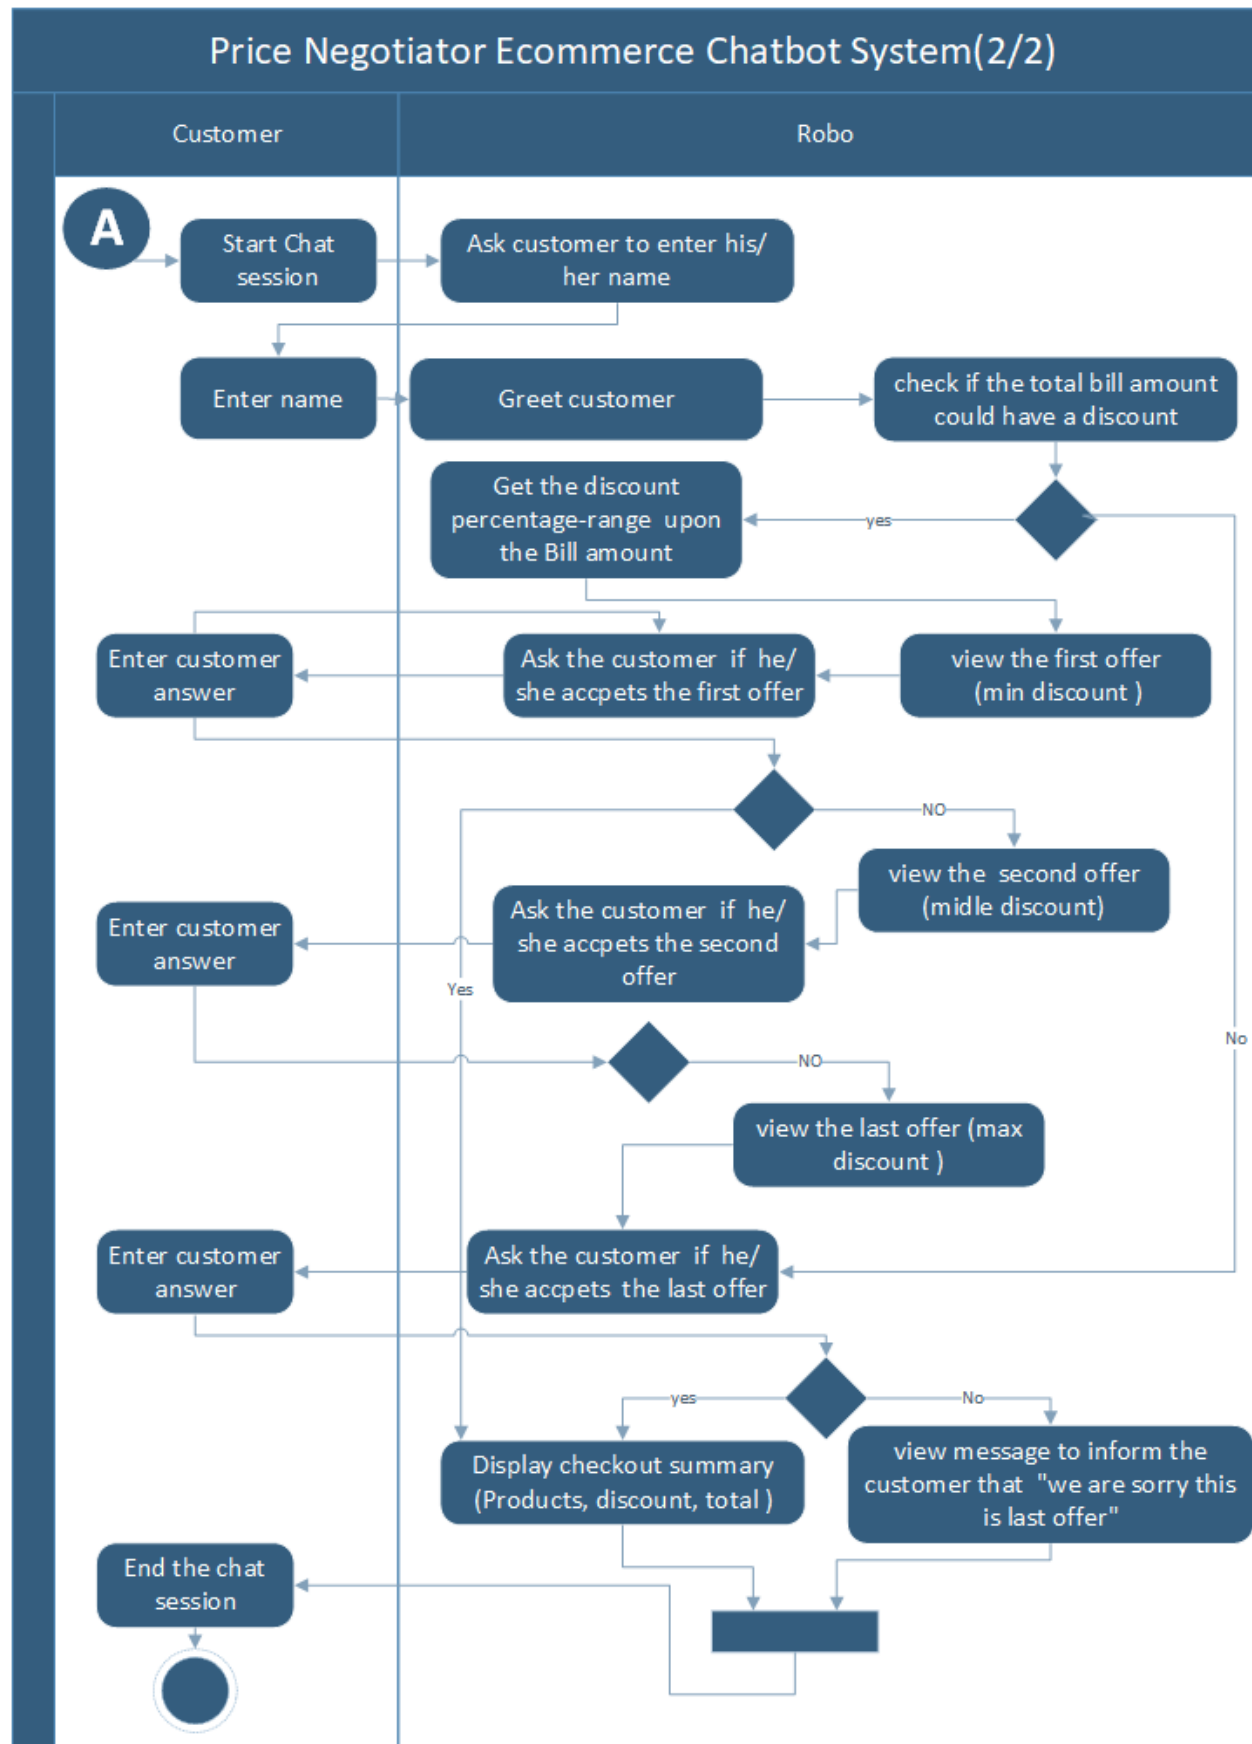 Price Negotiator Ecommerce Chatbot System(2/2)
Customer
Robo
A
Start Chat
session
Ask customer to enter his/
her name
Enter name
Greet customer
check if the total bill amount
could have a discount
Get the discount
percentage-range upon
the Bill amount
yes
Enter customer
answer
Ask the customer if he/
she accpets the first offer
view the first offer
(min discount )
NO
view the second offer
(midle discount)
Enter customer
answer
Ask the customer if he/
she accpets the second
offer
Yes
No
NO
view the last offer (max
discount )
Enter customer
answer
Ask the customer if he/
she accpets the last offer
yes
No
Display checkout summary
(Products, discount, total )
view message to inform the
customer that "we are sorry this
is last offer"
End the chat
session